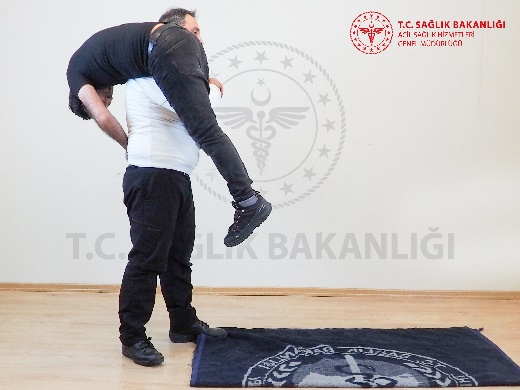 T.C. SAĞLIK BAKANLIĞI
ACİL SAĞLIK HİZMETLERİ
GENEL MÜDÜRLÜĞÜ
T.C. SAĞLIK BAKANLIĞI